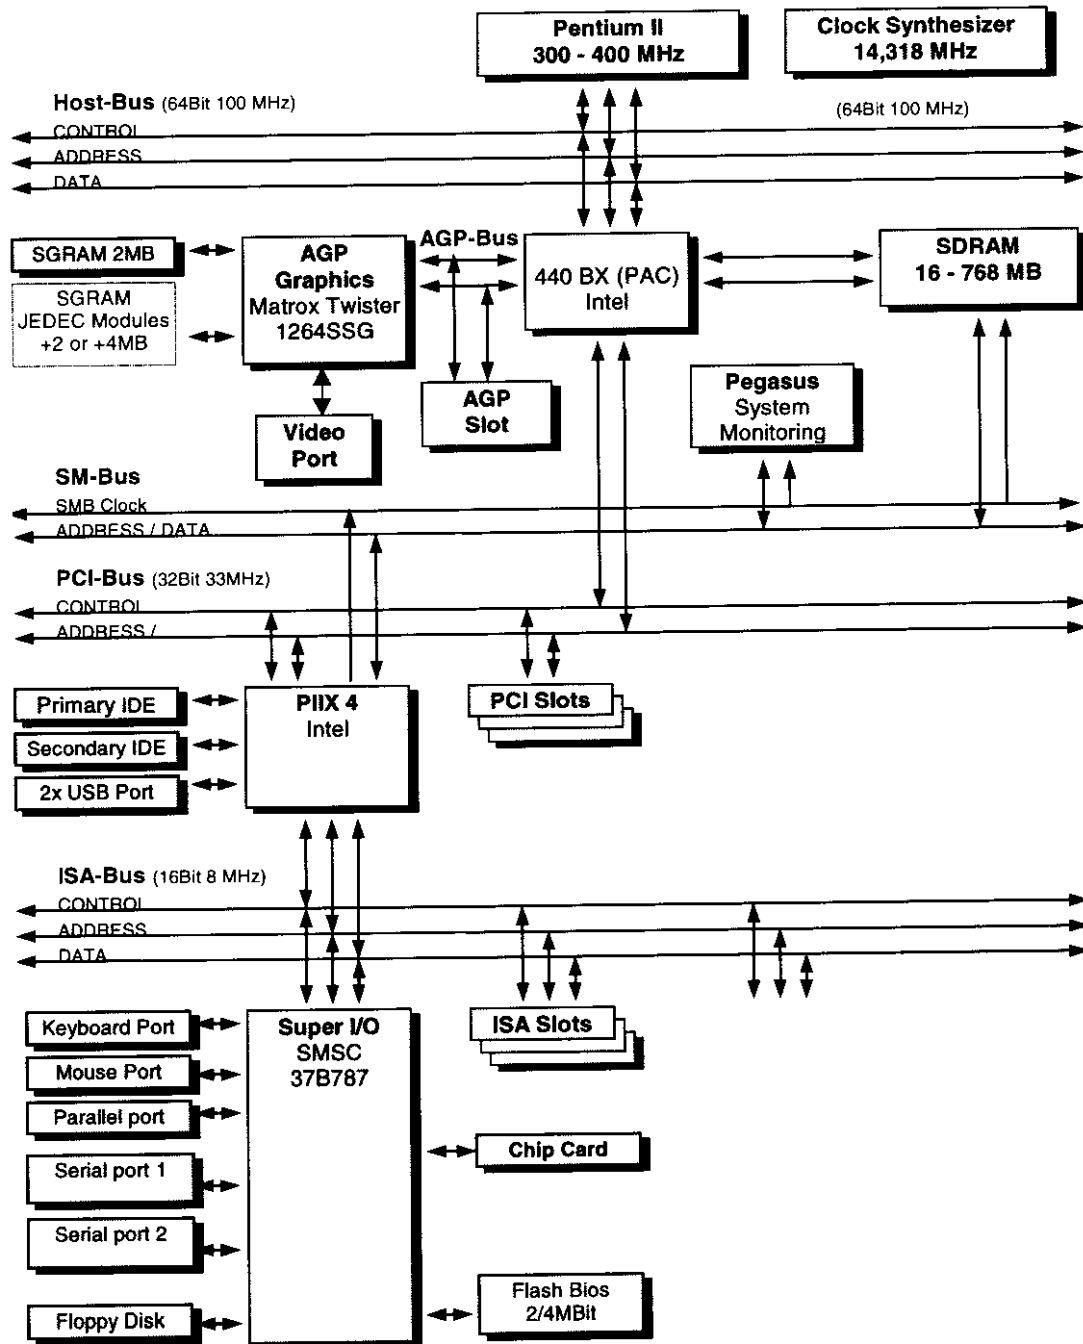 Pentium II
300 - 400 MHz
Clock Synthesizer
14,318 MHz
Host-Bus (64Bit 100 MHz)
(64Bit 100 MHz)
CONTROL
ADDRESS
DATA
SGRAM 2MB
SGRAM
JEDEC Modules
+2 or +4MB
AGP
Graphics
Matrox Twister
1264SSG
AGP-Bus
440 BX (PAC)
Intel
SDRAM
16 - 768 MB
Video
Port
AGP
Slot
Pegasus
System
Monitoring
SM-Bus
SMB Clock
ADDRESS / DATA
PCI-Bus (32Bit 33MHz)
CONTROL
ADDRESS /
Primary IDE
Secondary IDE
2x USB Port
PIIX 4
Intel
PCI Slots
ISA-Bus (16Bit 8 MHz)
CONTROL
ADDRESS
DATA
Keyboard Port
Mouse Port
Parallel port
Serial port 1
Serial port 2
Floppy Disk
Super I/O
SMSC
37B787
ISA Slots
Chip Card
Flash Bios
2/4MBit